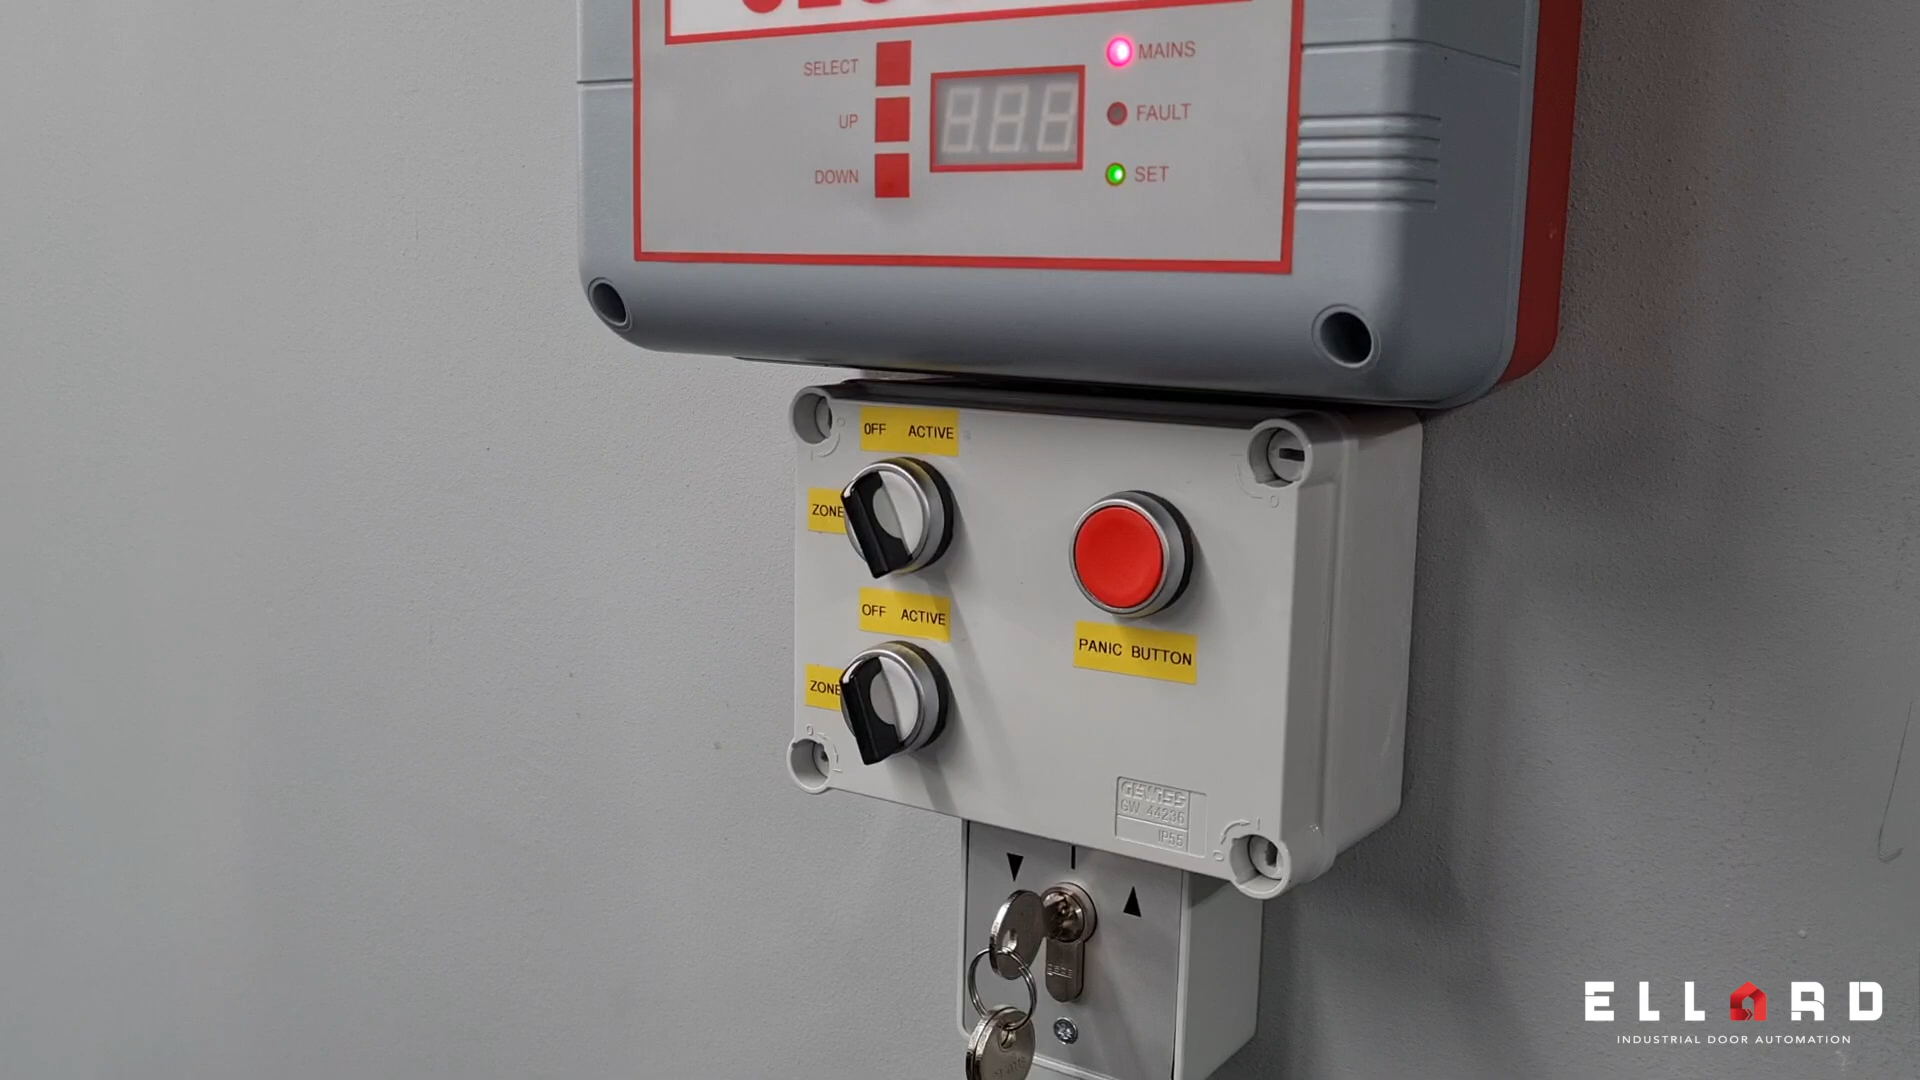 SELECT
UP
DOWN
MAINS
FAULT
SET
OFF ACTIVE
ZONE
OFF ACTIVE
ZONE
PANIC BUTTON
GEWISS
GW 44236
IP55
ELLARD
INDUSTRIAL DOOR AUTOMATION